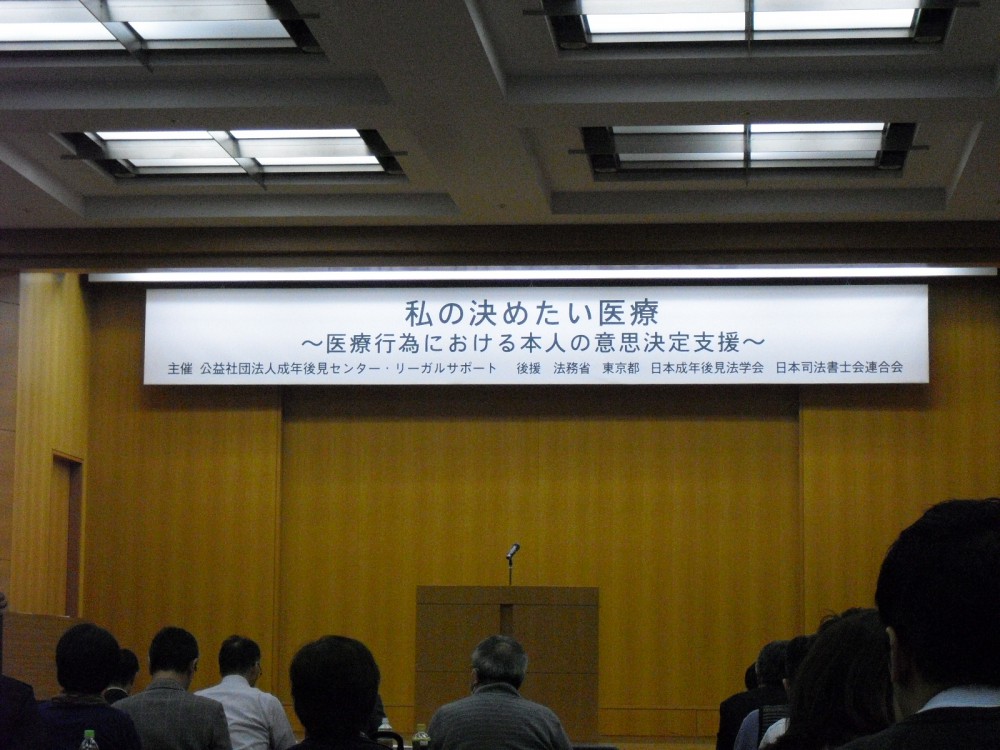 私の決めたい医療
～医療行為における本人の意思決定支援～
主催 公益社団法人成年後見センター・リーガルサポート 後援 法務省 東京都 日本成年後見法学会 日本司法書士会連合会